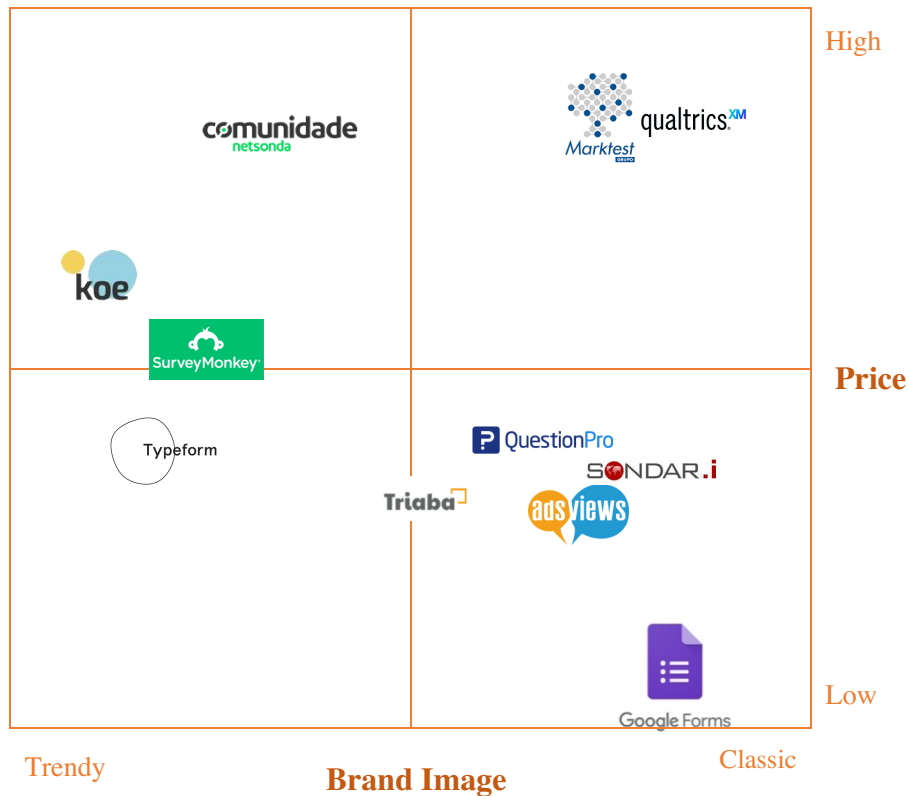 High
comunidade
netsonda
Marktest
GRUPO
qualtrics.XM
koe
SurveyMonkey
Price
Typeform
QuestionPro
SONDAR.i
Triaba
ads views
Google Forms
Low
Trendy
Brand Image
Classic